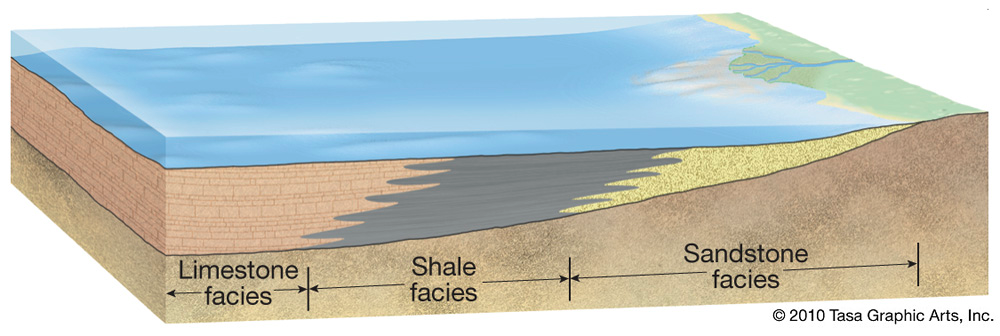 Limestone
facies
Shale
facies
Sandstone
facies
© 2010 Tasa Graphic Arts, Inc.